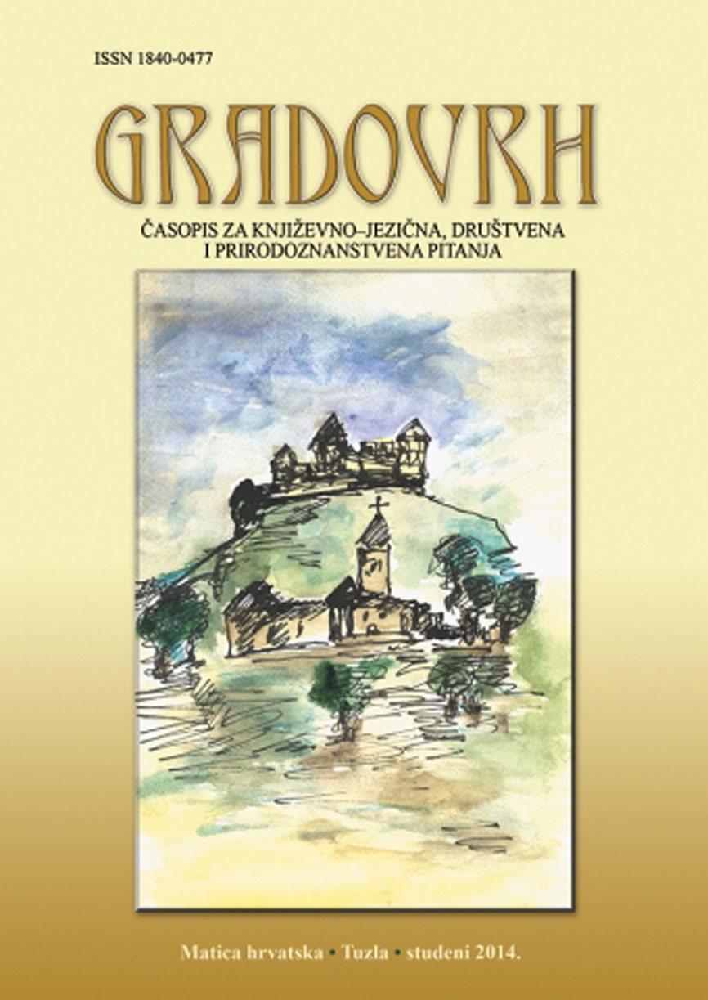 ISSN 1840-0477
GRADOVRH
ČASOPIS ZA KNJIŽEVNO–JEZIČNA, DRUŠTVENA
I PRIRODOZNANSTVENA PITANJA
Matica hrvatska • Tuzla • studeni 2014.